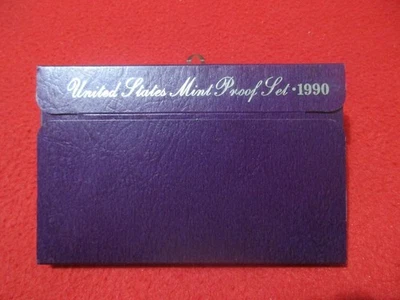 United States Mint Proof Set · 1990